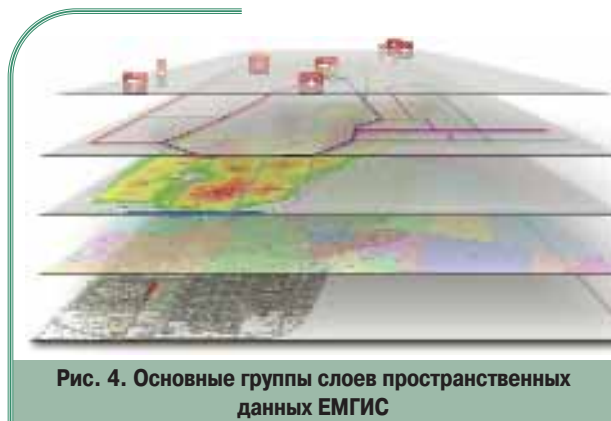 Рис. 4. Основные группы слоев пространственных
данных ЕМГИС